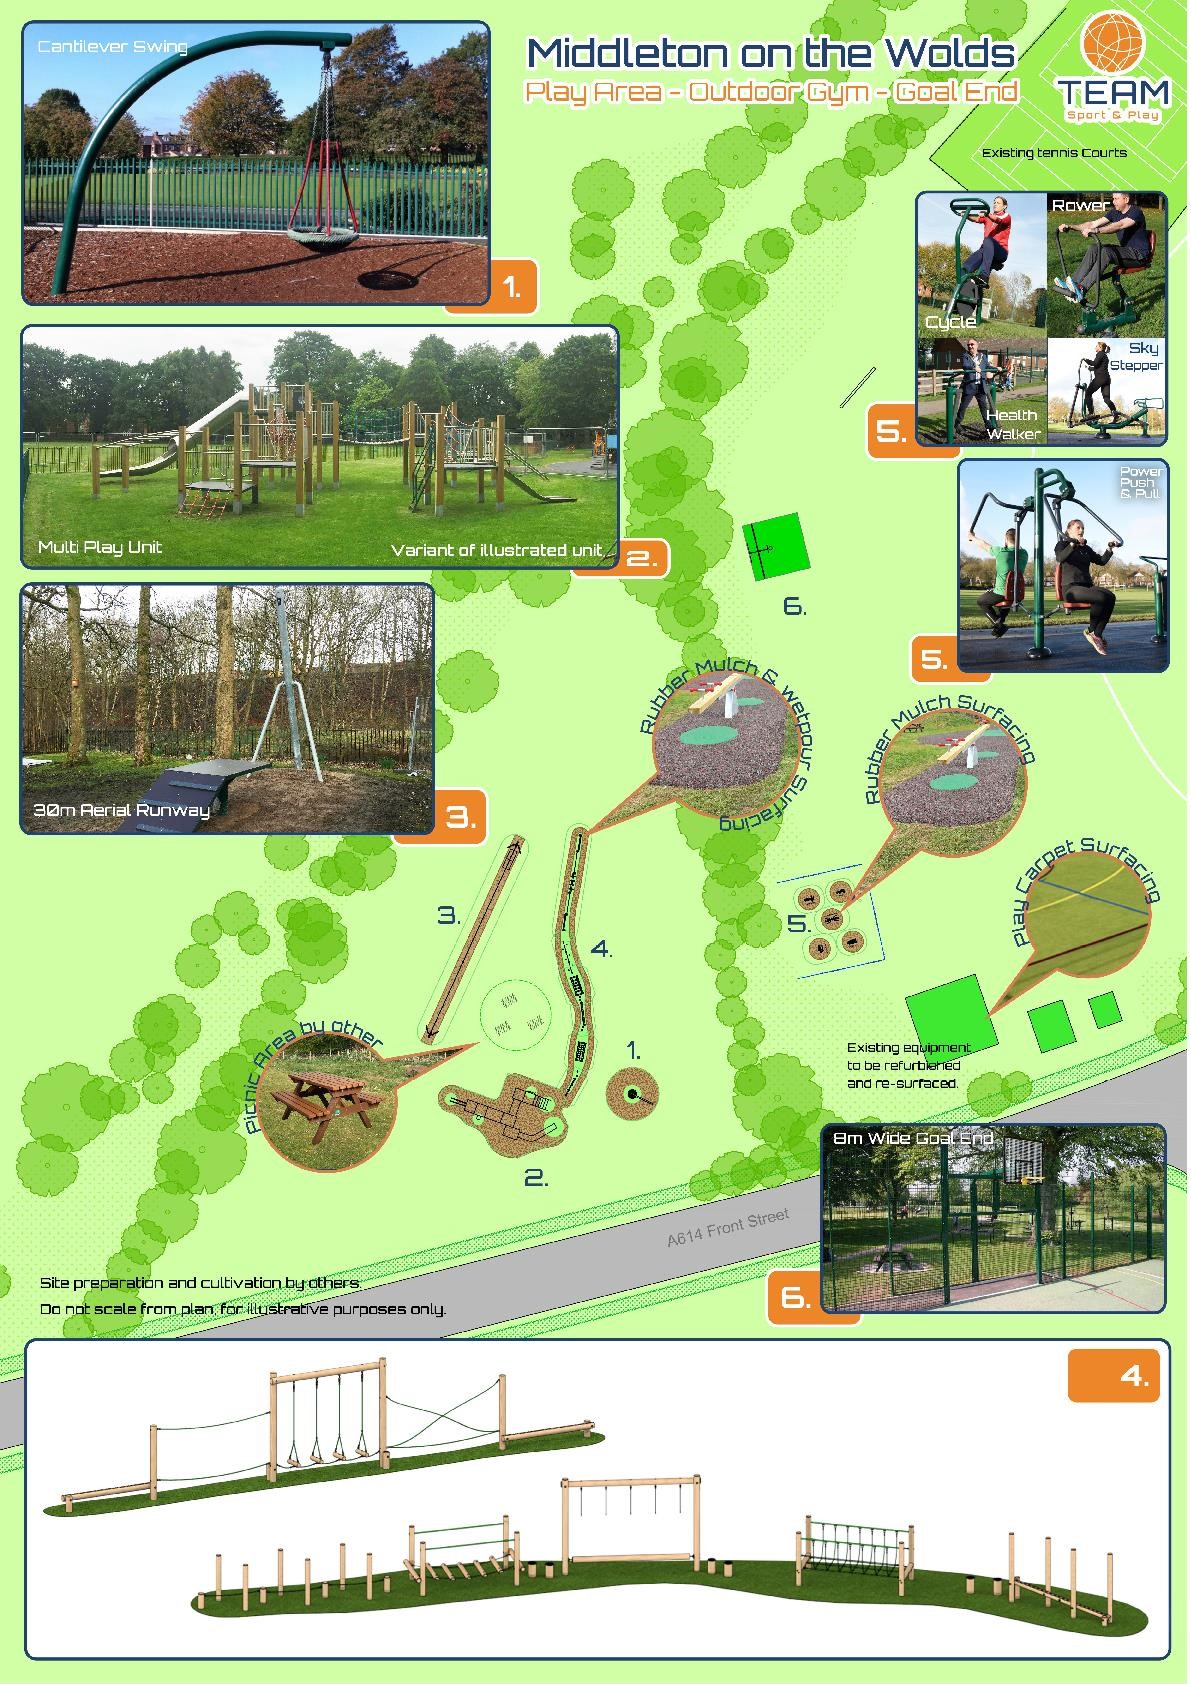 Cantilever Swing
1.
Middleton on the Wolds
Play Area - Outdoor Gym - Goal End
TEAM
Sport & Play
Existing tennis Courts
Rower
Cycle
Sky
Stepper
Health
Walker
5.
Multi Play Unit
Variant of illustrated unit
2.
Power
Push
& Pull
5.
6.
30m Aerial Runway
3.
Rubber Mulch & wetpour Surfacing
Rubber Mulch Surfacing
Play Carpet Surfacing
3.
4.
5.
Picnic Area by other
1.
2.
Existing equipment
to be refurbished
and re-surfaced.
8m Wide Goal End
6.
A614 Front Street
Site preparation and cultivation by others.
Do not scale from plan, for illustrative purposes only.
4.